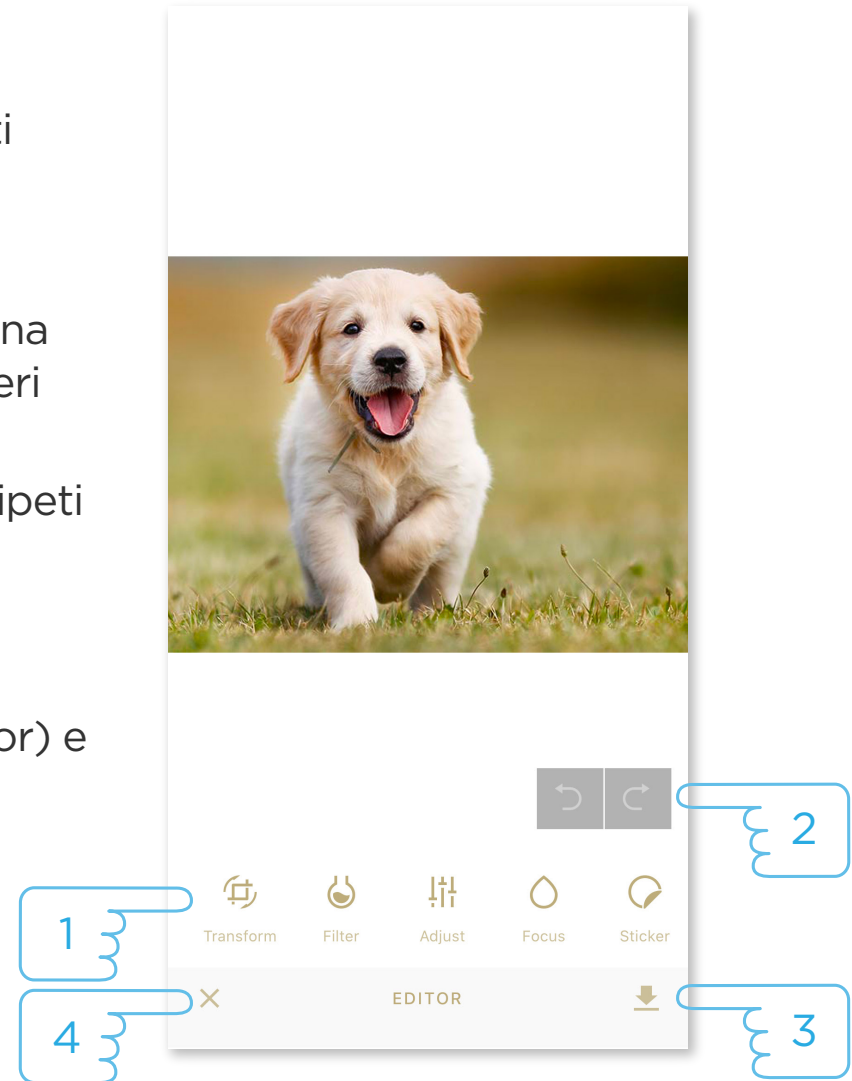 ti
na
eri
ipeti
or) e
2
1
Transform
Filter
Adjust
Focus
Sticker
4
EDITOR
3